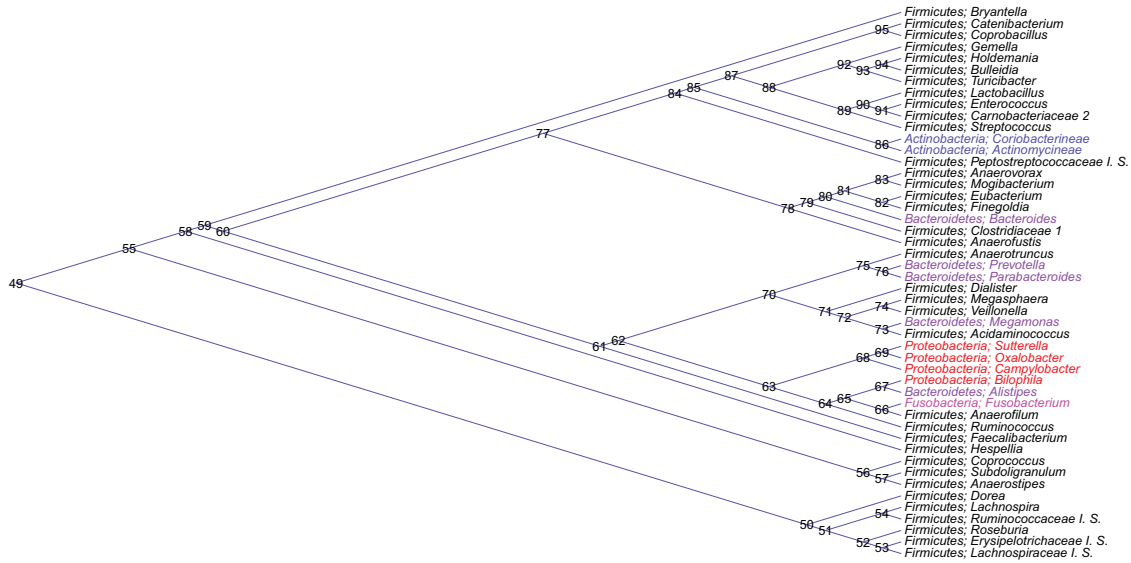 Firmicutes; Bryantella
Firmicutes; Catenibacterium
95
Firmicutes; Coprobacillus
Firmicutes; Gemella
92
Firmicutes; Holdemania
94
93
Firmicutes; Bulleidia
87
Firmicutes; Turicibacter
88
85
84
Firmicutes; Lactobacillus
90
Firmicutes; Enterococcus
91
89
Firmicutes; Carnobacteriaceae 2
Firmicutes; Streptococcus
77
Actinobacteria; Coriobacterineae
86
Actinobacteria; Actinomycineae
Firmicutes; Peptostreptococcaceae I. S.
Firmicutes; Anaerovorax
83
Firmicutes; Mogibacterium
81
80
Firmicutes; Eubacterium
82
79
78
Firmicutes; Finegoldia
Bacteroidetes; Bacteroides
59
60
58
Firmicutes; Clostridiaceae 1
Firmicutes; Anaerofustis
55
Firmicutes; Anaerotruncus
75
Bacteroidetes; Prevotella
76
Bacteroidetes; Parabacteroides
49
Firmicutes; Dialister
70
Firmicutes; Megasphaera
74
71
Firmicutes; Veillonella
72
Bacteroidetes; Megamonas
73
Firmicutes; Acidaminococcus
62
61
Proteobacteria; Sutterella
69
68
Proteobacteria; Oxalobacter
Proteobacteria; Campylobacter
63
Proteobacteria; Bilophila
67
Bacteroidetes; Alistipes
65
64
Fusobacteria; Fusobacterium
66
Firmicutes; Anaerofilum
Firmicutes; Ruminococcus
Firmicutes; Faecalibacterium
Firmicutes; Hespellia
Firmicutes; Coprococcus
56
Firmicutes; Subdoligranulum
57
Firmicutes; Anaerostipes
Firmicutes; Dorea
Firmicutes; Lachnospira
54
Firmicutes; Ruminococcaceae I. S.
50
51
Firmicutes; Roseburia
52
Firmicutes; Erysipelotrichaceae I. S.
53
Firmicutes; Lachnospiraceae I. S.